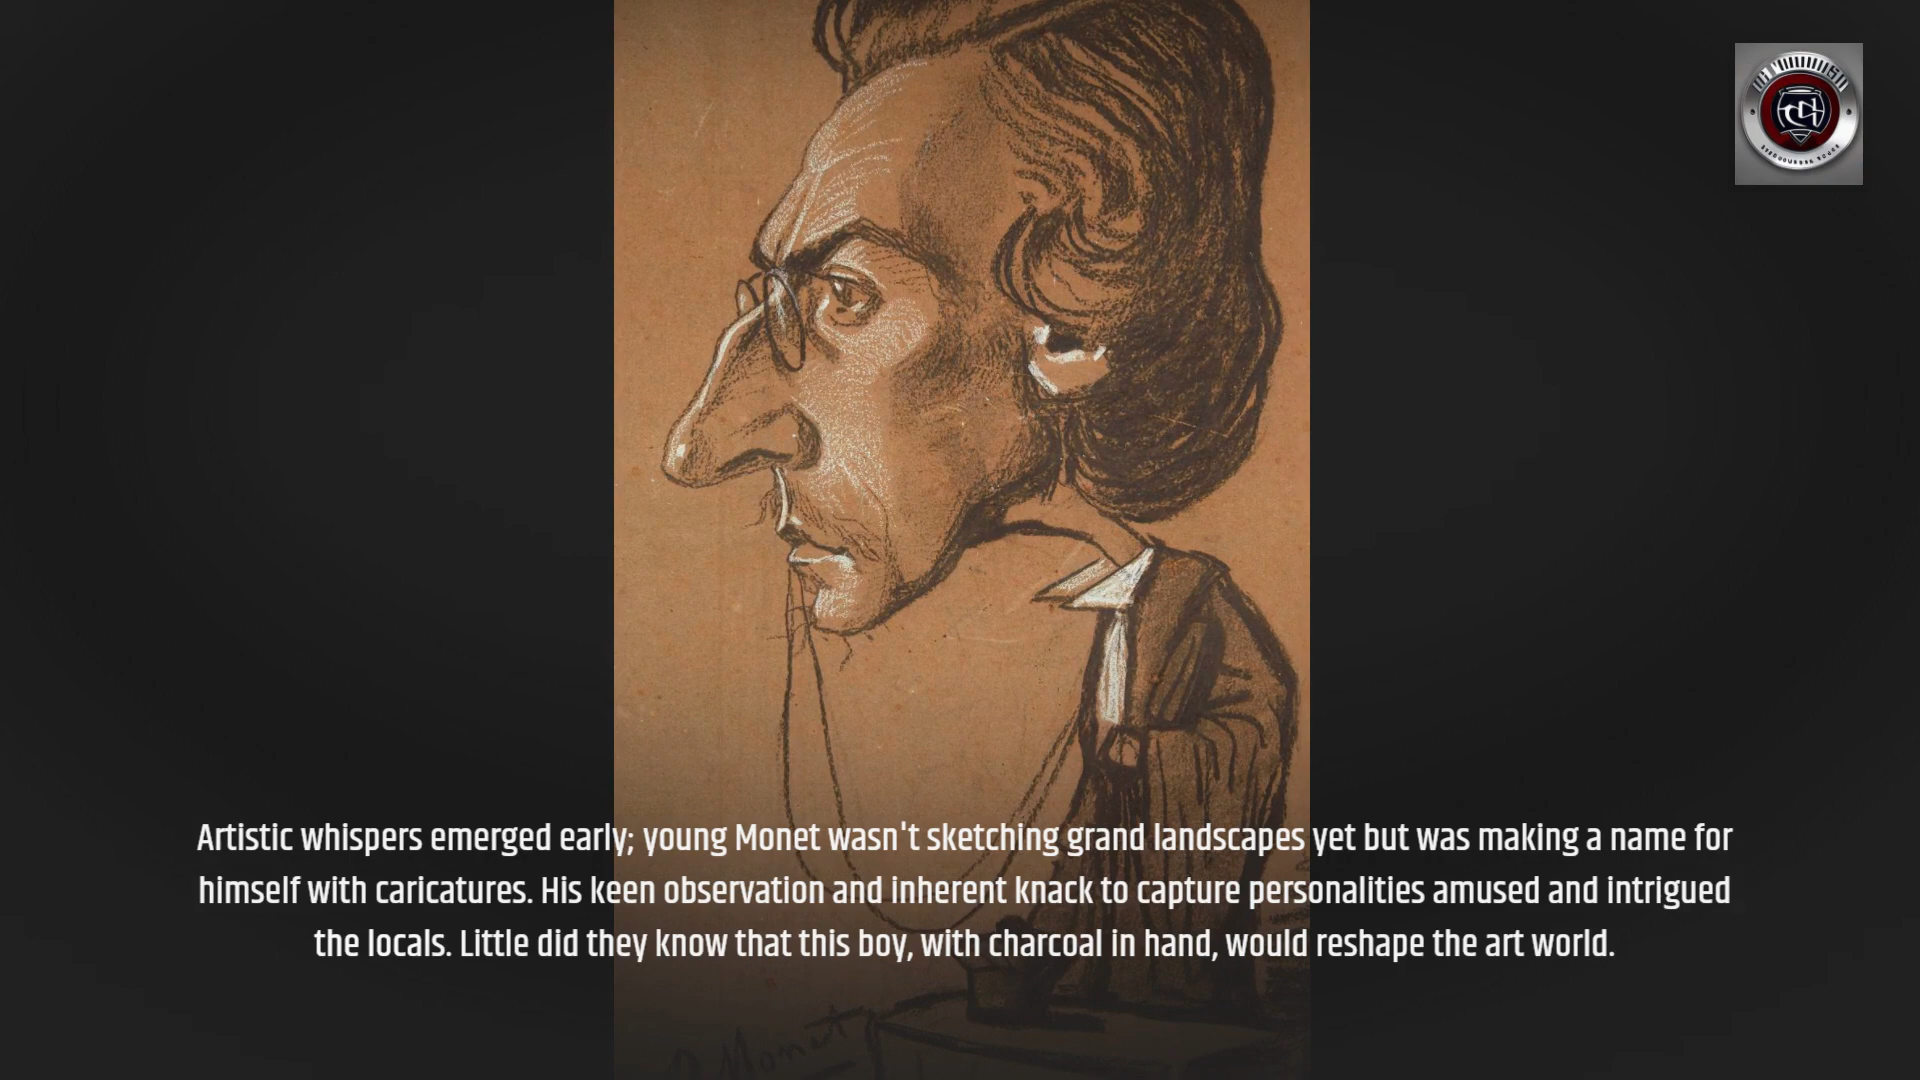 Artistic whispers emerged early; young Monet wasn't sketching grand landscapes yet but was making a name for
himself with caricatures. His keen observation and inherent knack to capture personalities amused and intrigued
the locals. Little did they know that this boy, with charcoal in hand, would reshape the art world.
O. Monet